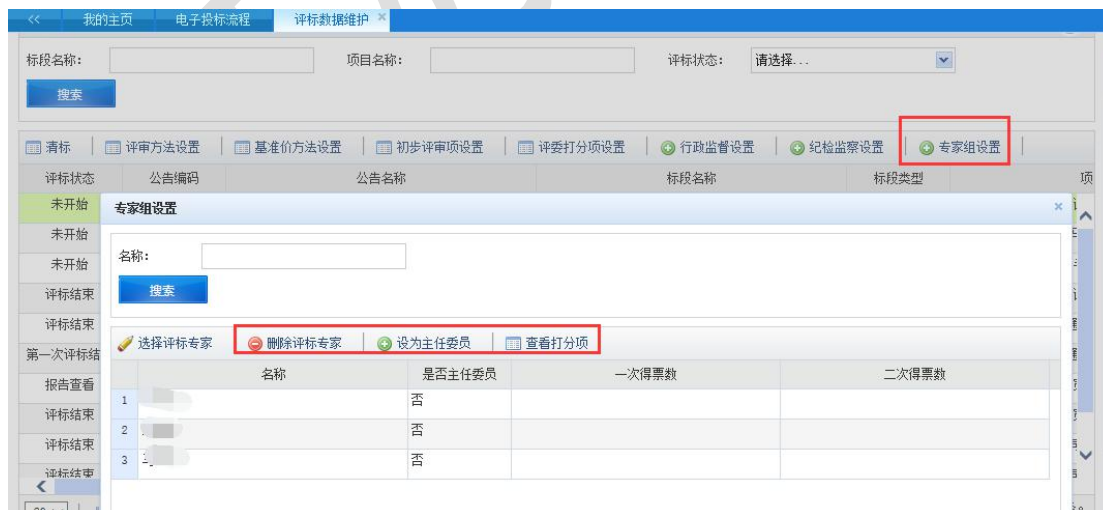 << 我的主页 电子投标流程 评标数据维护 ×
标段名称： 项目名称： 评标状态： 请选择...
搜索
清标 评审方法设置 基准价方法设置 初步评审项设置 评委打分项设置 行政监督设置 纪检监察设置 专家组设置
评标状态 公告编码 公告名称 标段名称 标段类型 项
未开始 专家组设置 ×
未开始
名称：
未开始
评标结束 搜索
评标结束
选择评标专家 删除评标专家 设为主任委员 查看打分项
第一次评标结
名称 是否主任委员 一次得票数 二次得票数
报告查看
1 否
评标结束
2 否
评标结束
3 否
评标结束